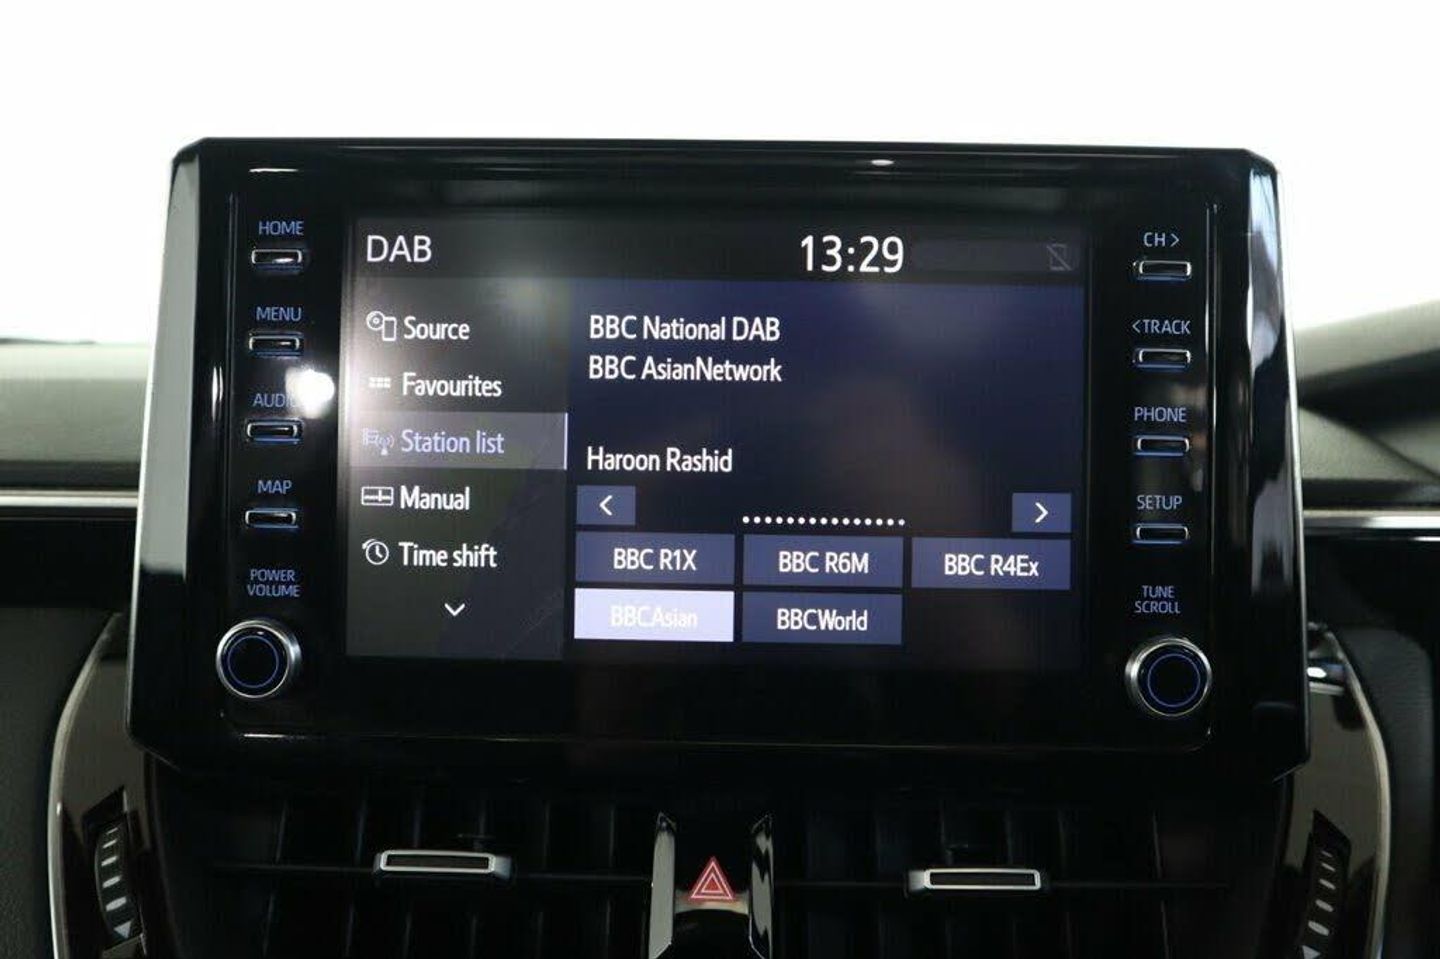 HOME
MENU
AUDIO
MAP
POWER
VOLUME
DAB
13:29
Source
Favourites
Station list
Manual
Time shift
BBC National DAB
BBC AsianNetwork
Haroon Rashid
<
>
BBC R1X
BBC R6M
BBC R4Ex
BBCAsian
BBCWorld
CH >
<TRACK
PHONE
SETUP
TUNE
SCROLL